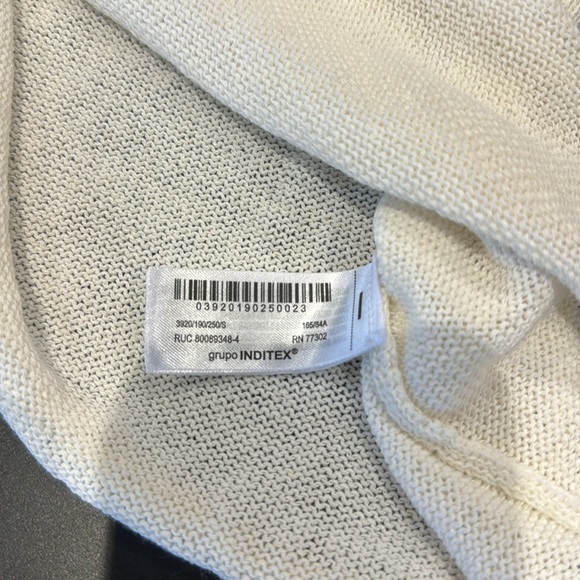 03920190250023
3920/190/250/S 165/84A
RUC 80089348-4 RN 77302
grupo INDITEX®